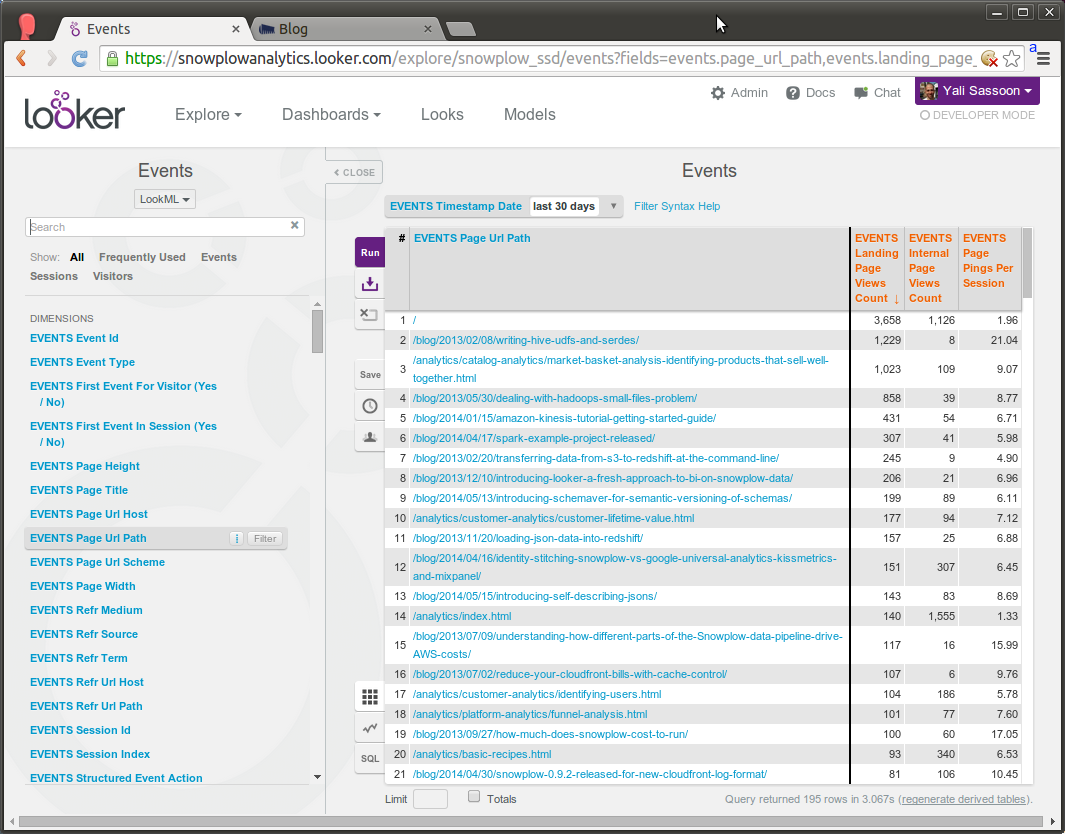 Events
Blog
a
https://snowplowanalytics.looker.com/explore/snowplow_ssd/events?fields=events.page_url_path,events.landing_page_
looker
Explore
Dashboards
Looks
Models
Admin
Docs
Chat
Yali Sassoon
DEVELOPER MODE
Events
LookML
Search
Show: All Frequently Used Events
Sessions Visitors
DIMENSIONS
EVENTS Event Id
EVENTS Event Type
EVENTS First Event For Visitor (Yes
/ No)
EVENTS First Event In Session (Yes
/ No)
EVENTS Page Height
EVENTS Page Title
EVENTS Page Url Host
EVENTS Page Url Path i Filter
EVENTS Page Url Scheme
EVENTS Page Width
EVENTS Refr Medium
EVENTS Refr Source
EVENTS Refr Term
EVENTS Refr Url Host
EVENTS Refr Url Path
EVENTS Session Id
EVENTS Session Index
EVENTS Structured Event Action
< CLOSE
Events
EVENTS Timestamp Date last 30 days Filter Syntax Help
Run
Save
SQL
# EVENTS Page Url Path
EVENTS
Landing
Page
Views
Count ↓
EVENTS
Internal
Page
Views
Count
EVENTS
Page
Pings Per
Session
1 / 3,658 1,126 1.96
2 /blog/2013/02/08/writing-hive-udfs-and-serdes/ 1,229 8 21.04
3 /analytics/catalog-analytics/market-basket-analysis-identifying-products-that-sell-well-
together.html 1,023 109 9.07
4 /blog/2013/05/30/dealing-with-hadoops-small-files-problem/ 858 39 8.77
5 /blog/2014/01/15/amazon-kinesis-tutorial-getting-started-guide/ 431 54 6.71
6 /blog/2014/04/17/spark-example-project-released/ 307 41 5.98
7 /blog/2013/02/20/transferring-data-from-s3-to-redshift-at-the-command-line/ 245 9 4.90
8 /blog/2013/12/10/introducing-looker-a-fresh-approach-to-bi-on-snowplow-data/ 206 21 6.96
9 /blog/2014/05/13/introducing-schemaver-for-semantic-versioning-of-schemas/ 199 89 6.11
10 /analytics/customer-analytics/customer-lifetime-value.html 177 94 7.12
11 /blog/2013/11/20/loading-json-data-into-redshift/ 157 25 6.88
12 /blog/2014/04/16/identity-stitching-snowplow-vs-google-universal-analytics-kissmetrics-
and-mixpanel/ 151 307 6.45
13 /blog/2014/05/15/introducing-self-describing-jsons/ 143 83 8.69
14 /analytics/index.html 140 1,555 1.33
15 /blog/2013/07/09/understanding-how-different-parts-of-the-Snowplow-data-pipeline-drive-
AWS-costs/ 117 16 15.99
16 /blog/2013/07/02/reduce-your-cloudfront-bills-with-cache-control/ 107 6 9.76
17 /analytics/customer-analytics/identifying-users.html 104 186 5.78
18 /analytics/platform-analytics/funnel-analysis.html 101 77 7.60
19 /blog/2013/09/27/how-much-does-snowplow-cost-to-run/ 100 60 17.05
20 /analytics/basic-recipes.html 93 340 6.53
21 /blog/2014/04/30/snowplow-0.9.2-released-for-new-cloudfront-log-format/ 81 106 10.45
Limit Totals Query returned 195 rows in 3.067s (regenerate derived tables).